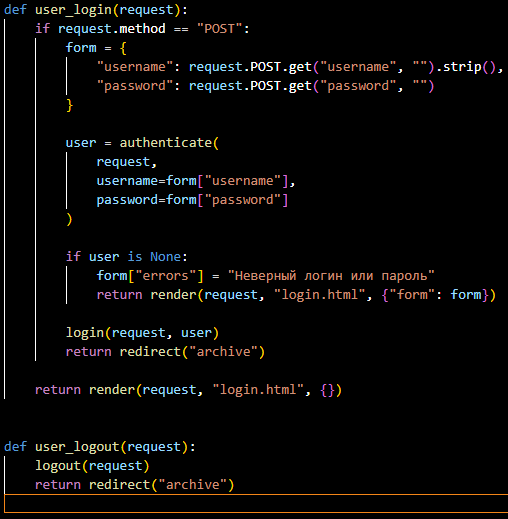 def user_login(request):
    if request.method == "POST":
        form = {
            "username": request.POST.get("username", "").strip(),
            "password": request.POST.get("password", "")
        }

        user = authenticate(
            request,
            username=form["username"],
            password=form["password"]
        )

        if user is None:
            form["errors"] = "Неверный логин или пароль"
            return render(request, "login.html", {"form": form})

        login(request, user)
        return redirect("archive")

    return render(request, "login.html", {})


def user_logout(request):
    logout(request)
    return redirect("archive")